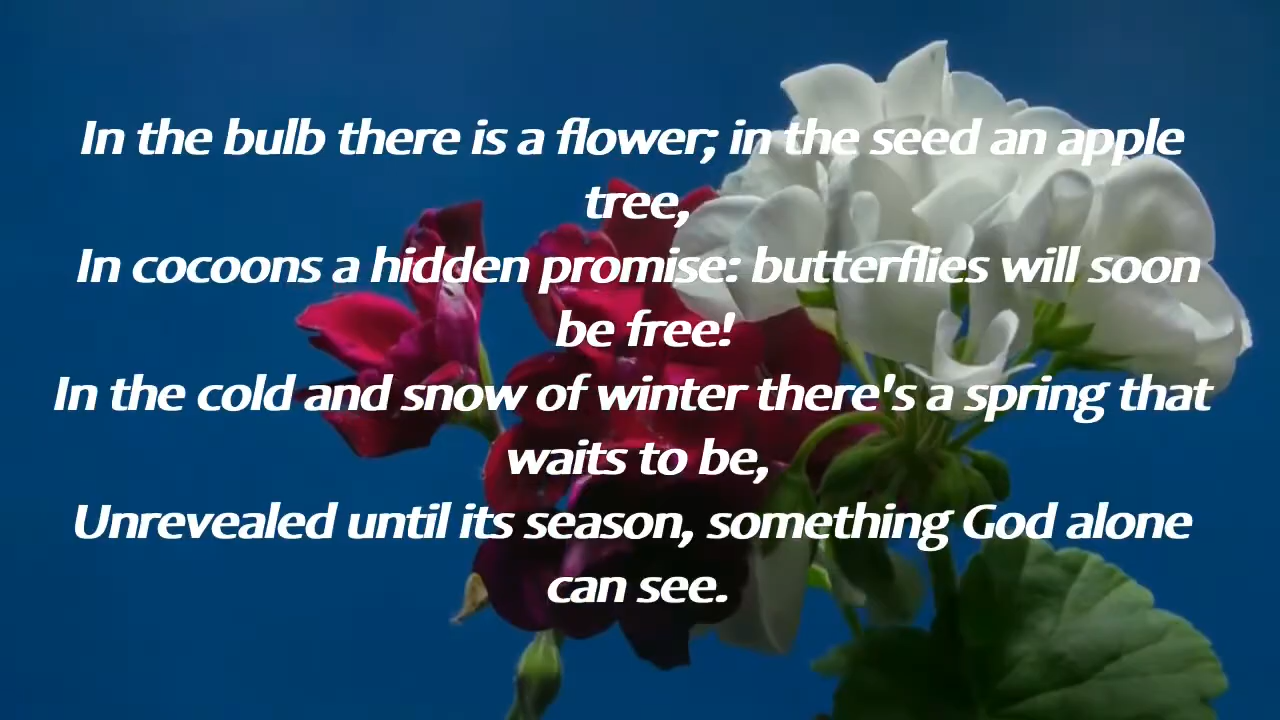 In the bulb there is a flower; in the seed an apple
tree,
In cocoons a hidden promise: butterflies will soon
be free!
In the cold and snow of winter there's a spring that
waits to be,
Unrevealed until its season, something God alone
can see.